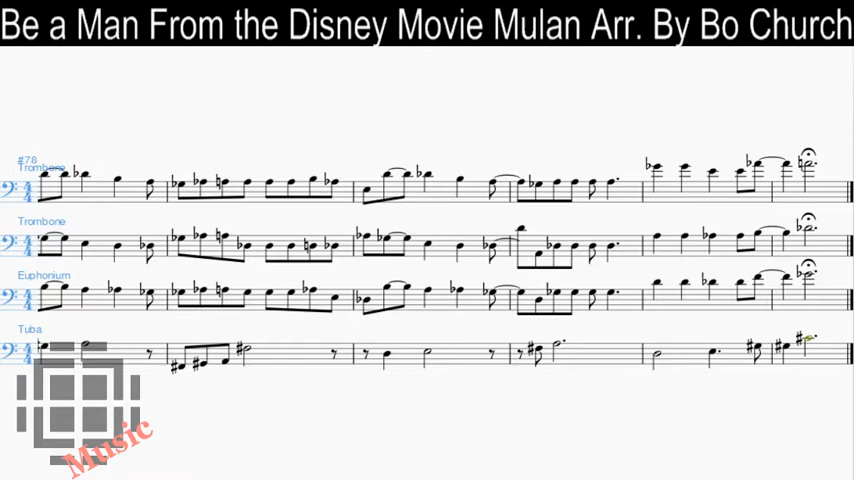 Be a Man From the Disney Movie Mulan Arr. By Bo Church
#78
Trombone
Trombone
Euphonium
Tuba
Music